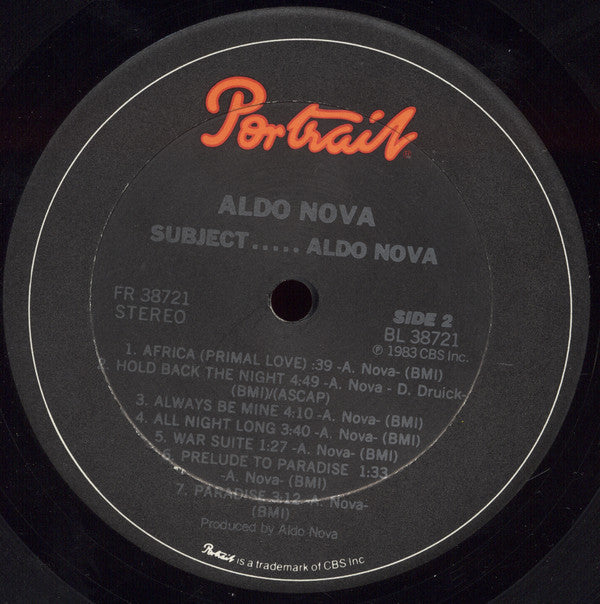 Portrait
ALDO NOVA
SUBJECT..... ALDO NOVA
FR 38721
STEREO
SIDE 2
BL 38721
℗ 1983 CBS Inc.
1. AFRICA (PRIMAL LOVE) :39 -A. Nova- (BMI)
2. HOLD BACK THE NIGHT 4:49 -A. Nova - D. Druick-
(BMI)/(ASCAP)
3. ALWAYS BE MINE 4:10 -A. Nova- (BMI)
4. ALL NIGHT LONG 3:40 -A. Nova- (BMI)
5. WAR SUITE 1:27 -A. Nova- (BMI)
6. PRELUDE TO PARADISE 1:33
-A. Nova- (BMI)
7. PARADISE 3:12 -A. Nova-
(BMI)
Produced by Aldo Nova
Portrait is a trademark of CBS Inc